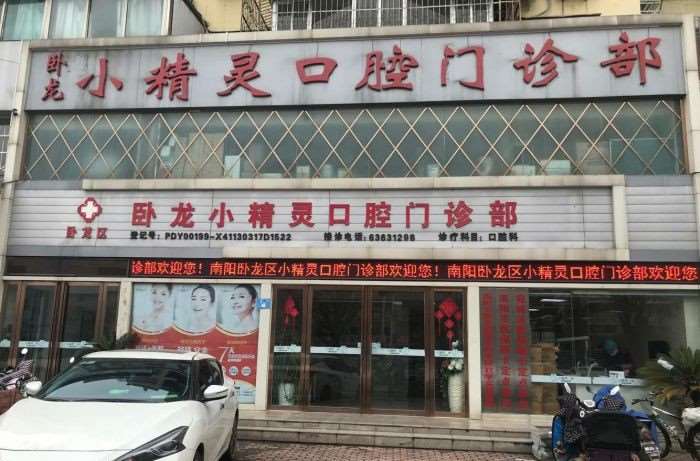 卧龙 小精灵口腔门诊部
卧龙区
卧龙小精灵口腔门诊部
登记号：PDY00199-X41130317D1522 接诊电话：63631296 诊疗科目：口腔科
诊部欢迎您！南阳卧龙区小精灵口腔门诊部欢迎您！南阳卧龙区小精灵口腔门诊部欢迎您